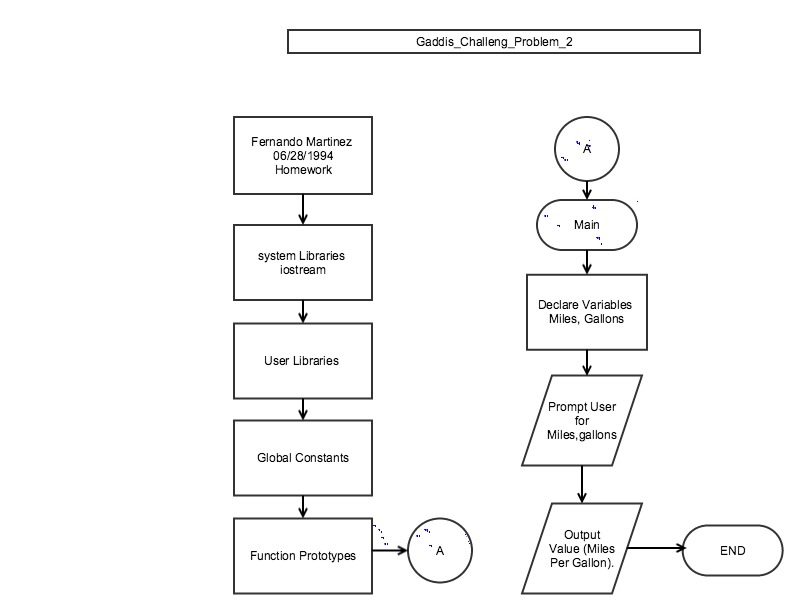 Gaddis_Challeng_Problem_2
Fernando Martinez
06/28/1994
Homework
system Libraries
iostream
User Libraries
Global Constants
Function Prototypes
A
A
Main
Declare Variables
Miles, Gallons
Prompt User
for
Miles,gallons
Output
Value (Miles
Per Gallon).
END